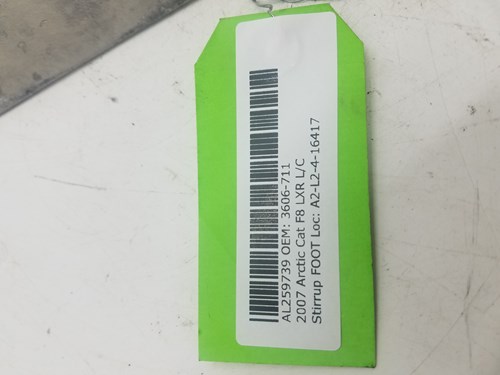 AL259739 OEM: 3606-711
2007 Arctic Cat F8 LXR L/C
Stirrup FOOT Loc: A2-L2-4-16417